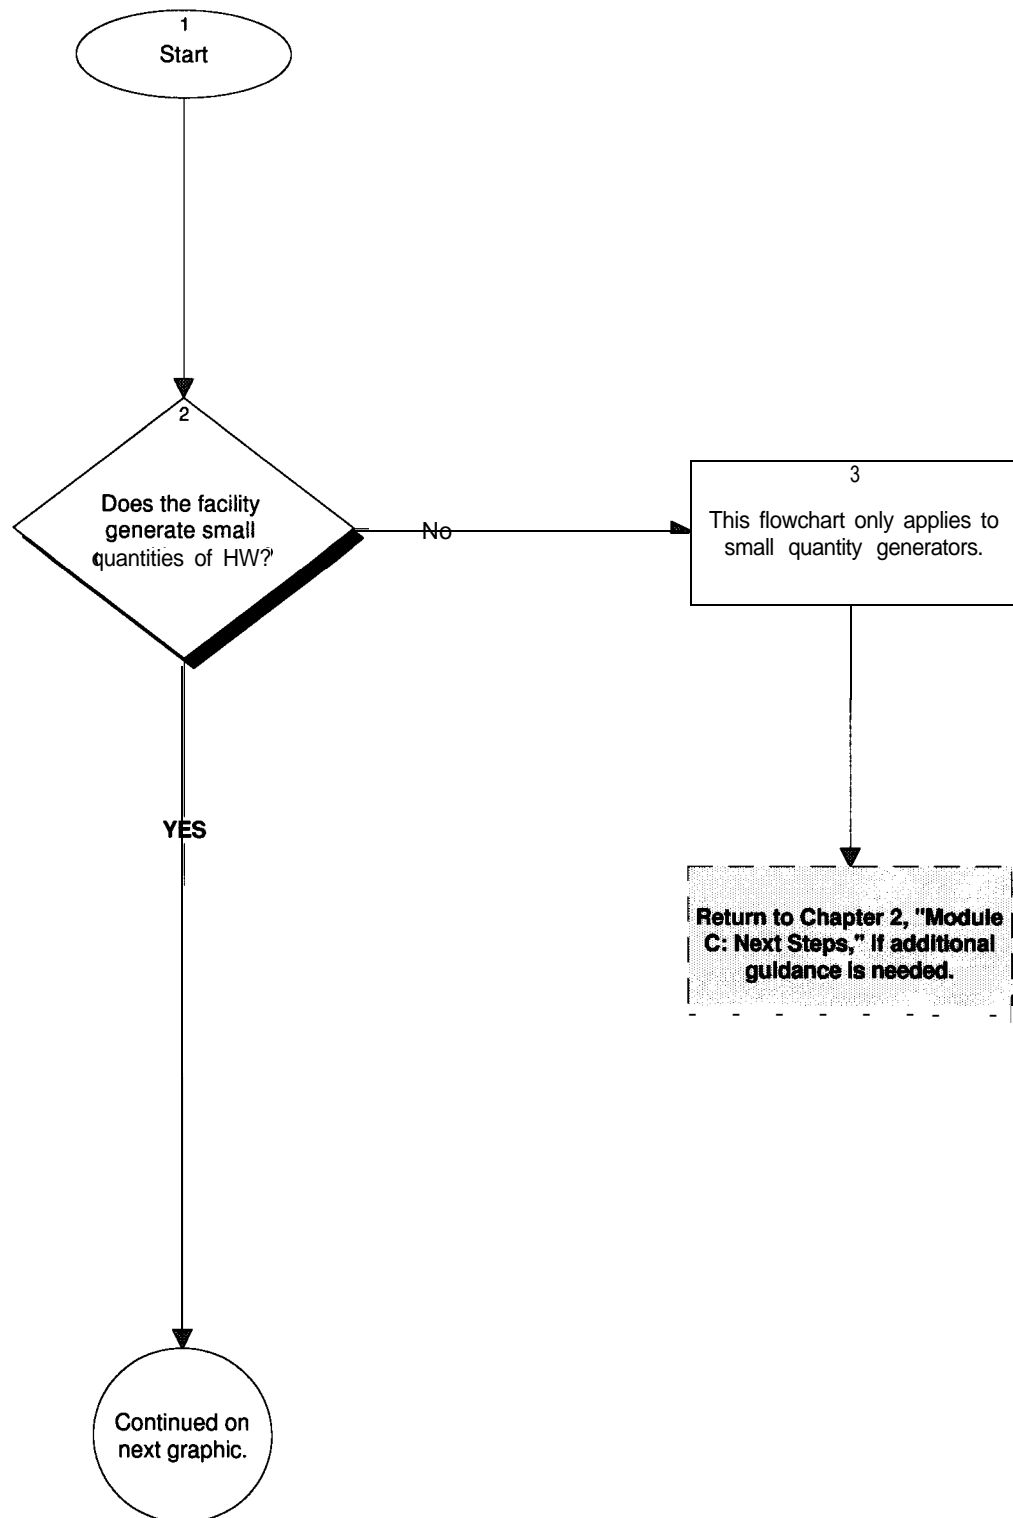 1
Start
2
Does the facility
generate small
quantities of HW?
No
3
This flowchart only applies to
small quantity generators.
YES
Return to Chapter 2, "Module
C: Next Steps," If additional
guidance is needed.
Continued on
next graphic.